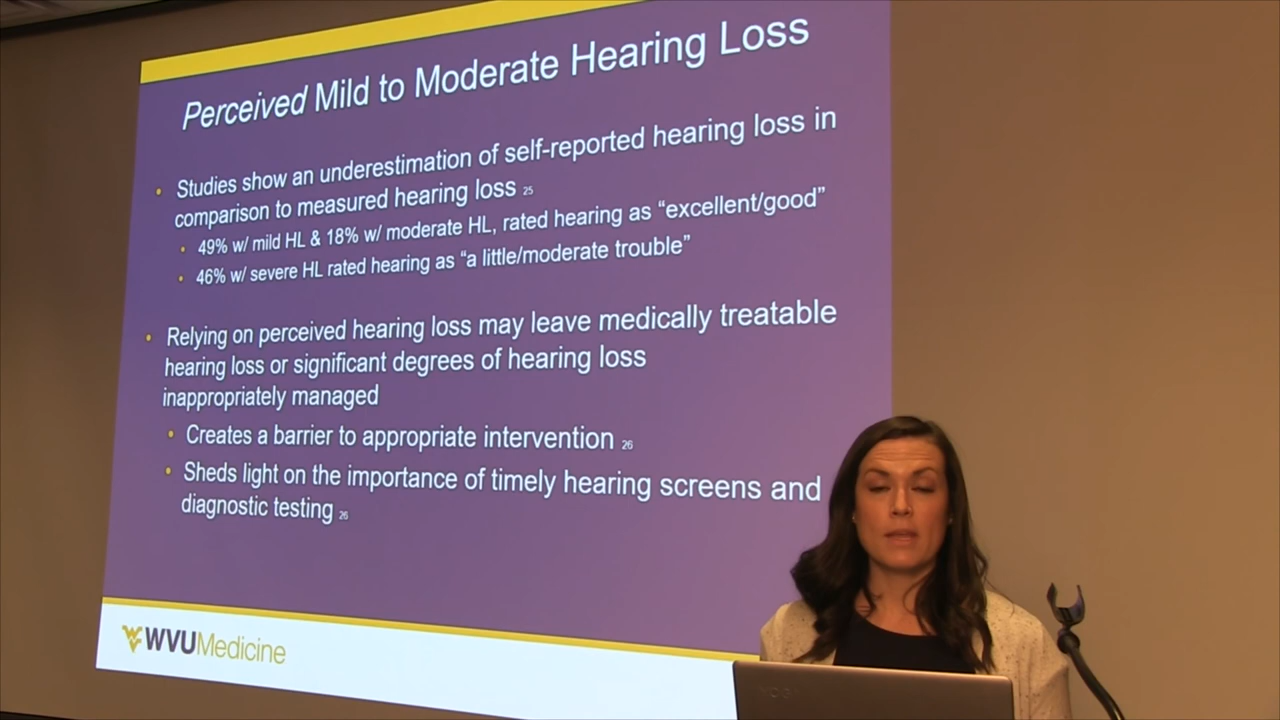 Perceived Mild to Moderate Hearing Loss
• Studies show an underestimation of self-reported hearing loss in
comparison to measured hearing loss 25
• 49% w/ mild HL & 18% w/ moderate HL, rated hearing as “excellent/good”
• 46% w/ severe HL rated hearing as “a little/moderate trouble”
• Relying on perceived hearing loss may leave medically treatable
hearing loss or significant degrees of hearing loss
inappropriately managed
• Creates a barrier to appropriate intervention 26
• Sheds light on the importance of timely hearing screens and
diagnostic testing 26
WVUMedicine